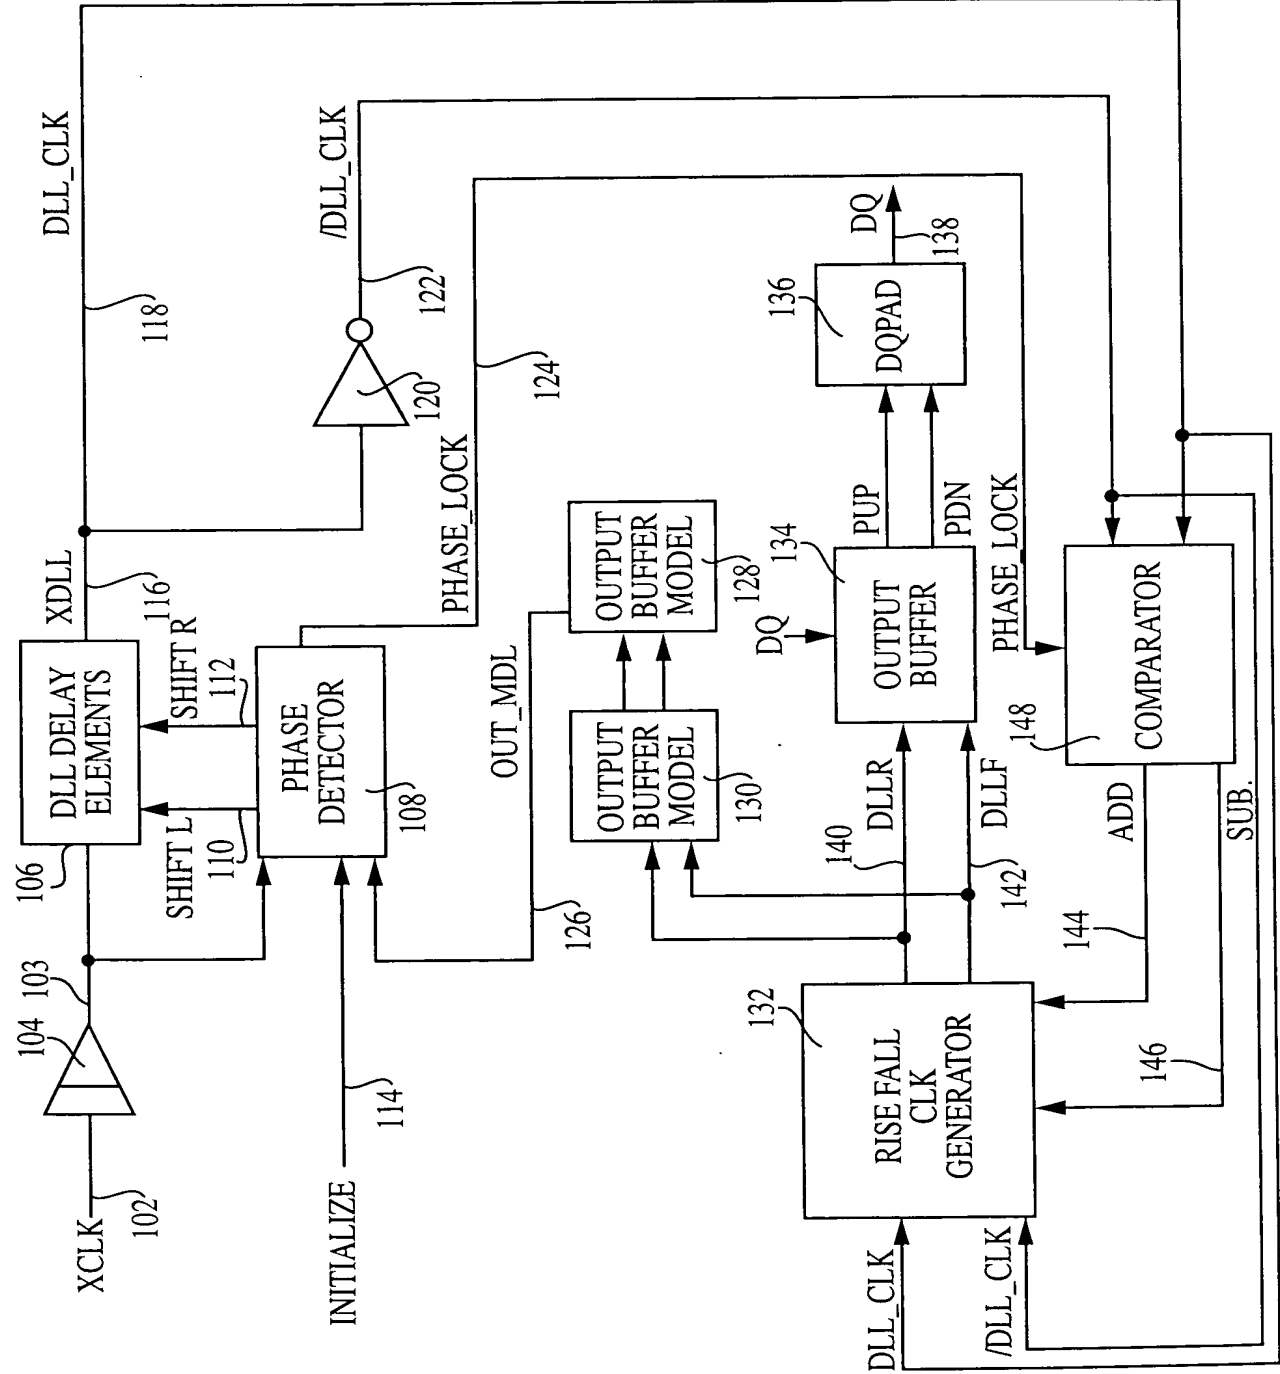 XCLK
102
104
103
106
DLL DELAY
ELEMENTS
XDLL
116
DLL_CLK
118
SHIFT L
110
SHIFT R
112
PHASE
DETECTOR
108
INITIALIZE
114
120
/DLL_CLK
122
PHASE_LOCK
124
OUT_MDL
126
OUTPUT
BUFFER
MODEL
130
OUTPUT
BUFFER
MODEL
128
DLL_CLK
/DLL_CLK
RISE FALL
CLK
GENERATOR
132
140
DLLR
142
DLLF
DQ
OUTPUT
BUFFER
134
PUP
PDN
DQPAD
136
DQ
138
PHASE_LOCK
COMPARATOR
148
ADD
144
SUB.
146